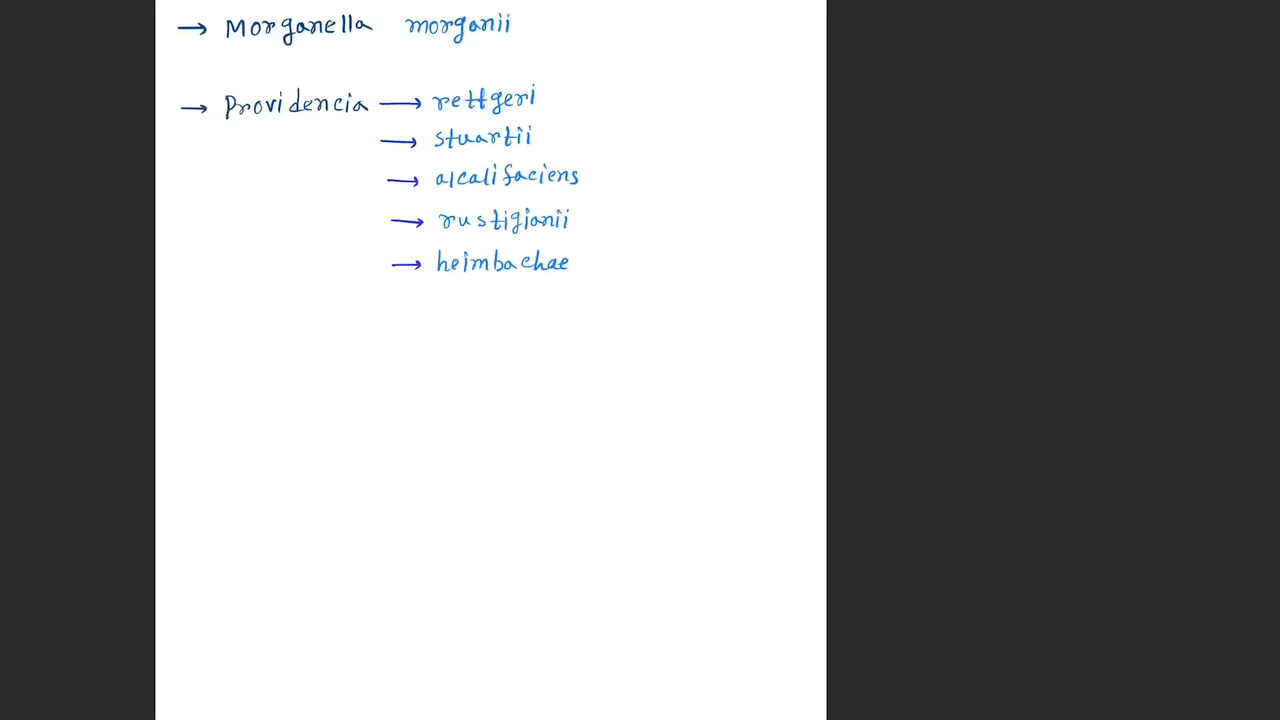 → Morganella morganii
→ Providencia → rettgeri
→ stuartii
→ alcalifaciens
→ rustigianii
→ heimbachae